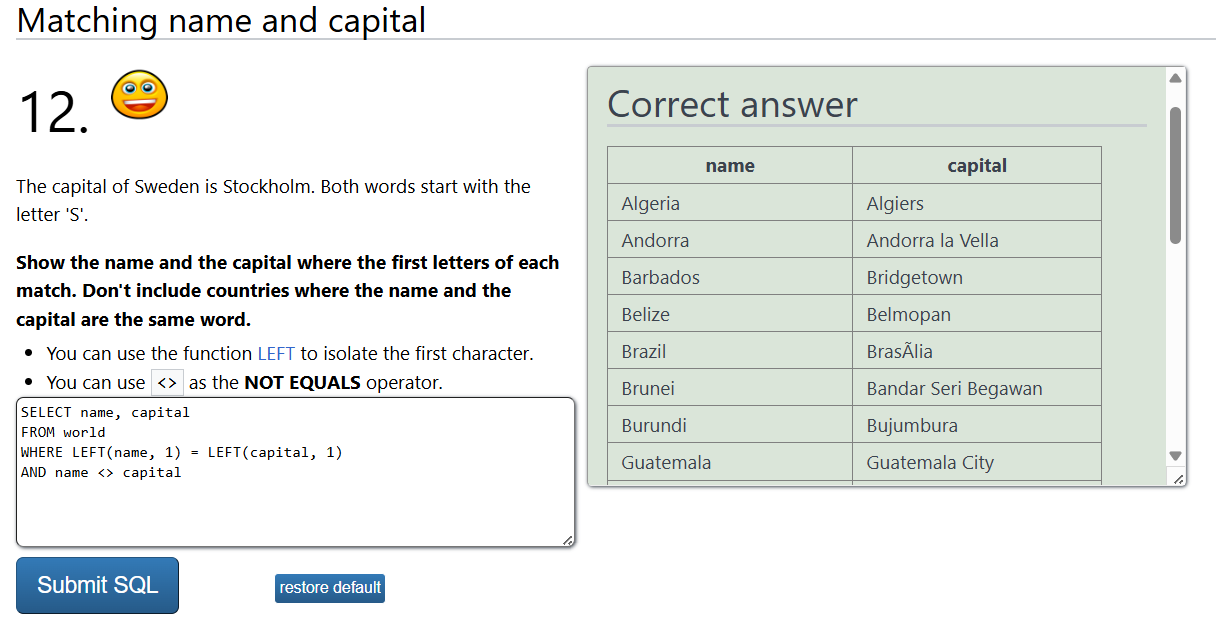 Matching name and capital
12.
The capital of Sweden is Stockholm. Both words start with the
letter 'S'.
Show the name and the capital where the first letters of each
match. Don't include countries where the name and the
capital are the same word.
You can use the function LEFT to isolate the first character.
You can use <> as the NOT EQUALS operator.
SELECT name, capital
FROM world
WHERE LEFT(name, 1) = LEFT(capital, 1)
AND name <> capital
Submit SQL
restore default
Correct answer
name capital
Algeria Algiers
Andorra Andorra la Vella
Barbados Bridgetown
Belize Belmopan
Brazil BrasÃlia
Brunei Bandar Seri Begawan
Burundi Bujumbura
Guatemala Guatemala City